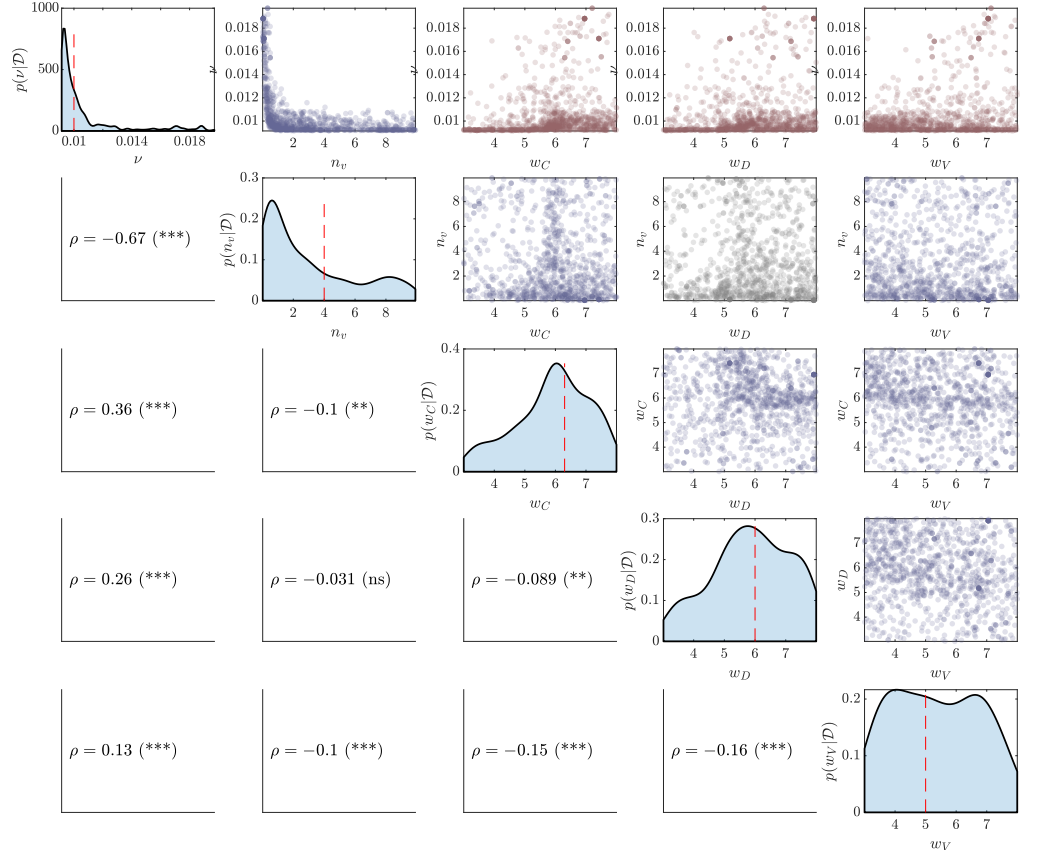 1000
500
0
p(ν|𝒟)
0.01 0.014 0.018
ν
0.018
0.016
0.014
0.012
0.01
ν
2 4 6 8
n_v
0.018
0.016
0.014
0.012
0.01
ν
4 5 6 7
w_C
0.018
0.016
0.014
0.012
0.01
ν
4 5 6 7
w_D
0.018
0.016
0.014
0.012
0.01
ν
4 5 6 7
w_V
ρ = −0.67 (***)
0.3
0.2
0.1
0
p(n_v|𝒟)
2 4 6 8
n_v
8
6
4
2
n_v
4 5 6 7
w_C
8
6
4
2
n_v
4 5 6 7
w_D
8
6
4
2
n_v
4 5 6 7
w_V
ρ = 0.36 (***)
ρ = −0.1 (**)
0.4
0.2
0
p(w_C|𝒟)
4 5 6 7
w_C
7
6
5
4
w_C
4 5 6 7
w_D
7
6
5
4
w_C
4 5 6 7
w_V
ρ = 0.26 (***)
ρ = −0.031 (ns)
ρ = −0.089 (**)
0.3
0.2
0.1
0
p(w_D|𝒟)
4 5 6 7
w_D
7
6
5
4
w_D
4 5 6 7
w_V
ρ = 0.13 (***)
ρ = −0.1 (***)
ρ = −0.15 (***)
ρ = −0.16 (***)
0.2
0.1
0
p(w_V|𝒟)
4 5 6 7
w_V